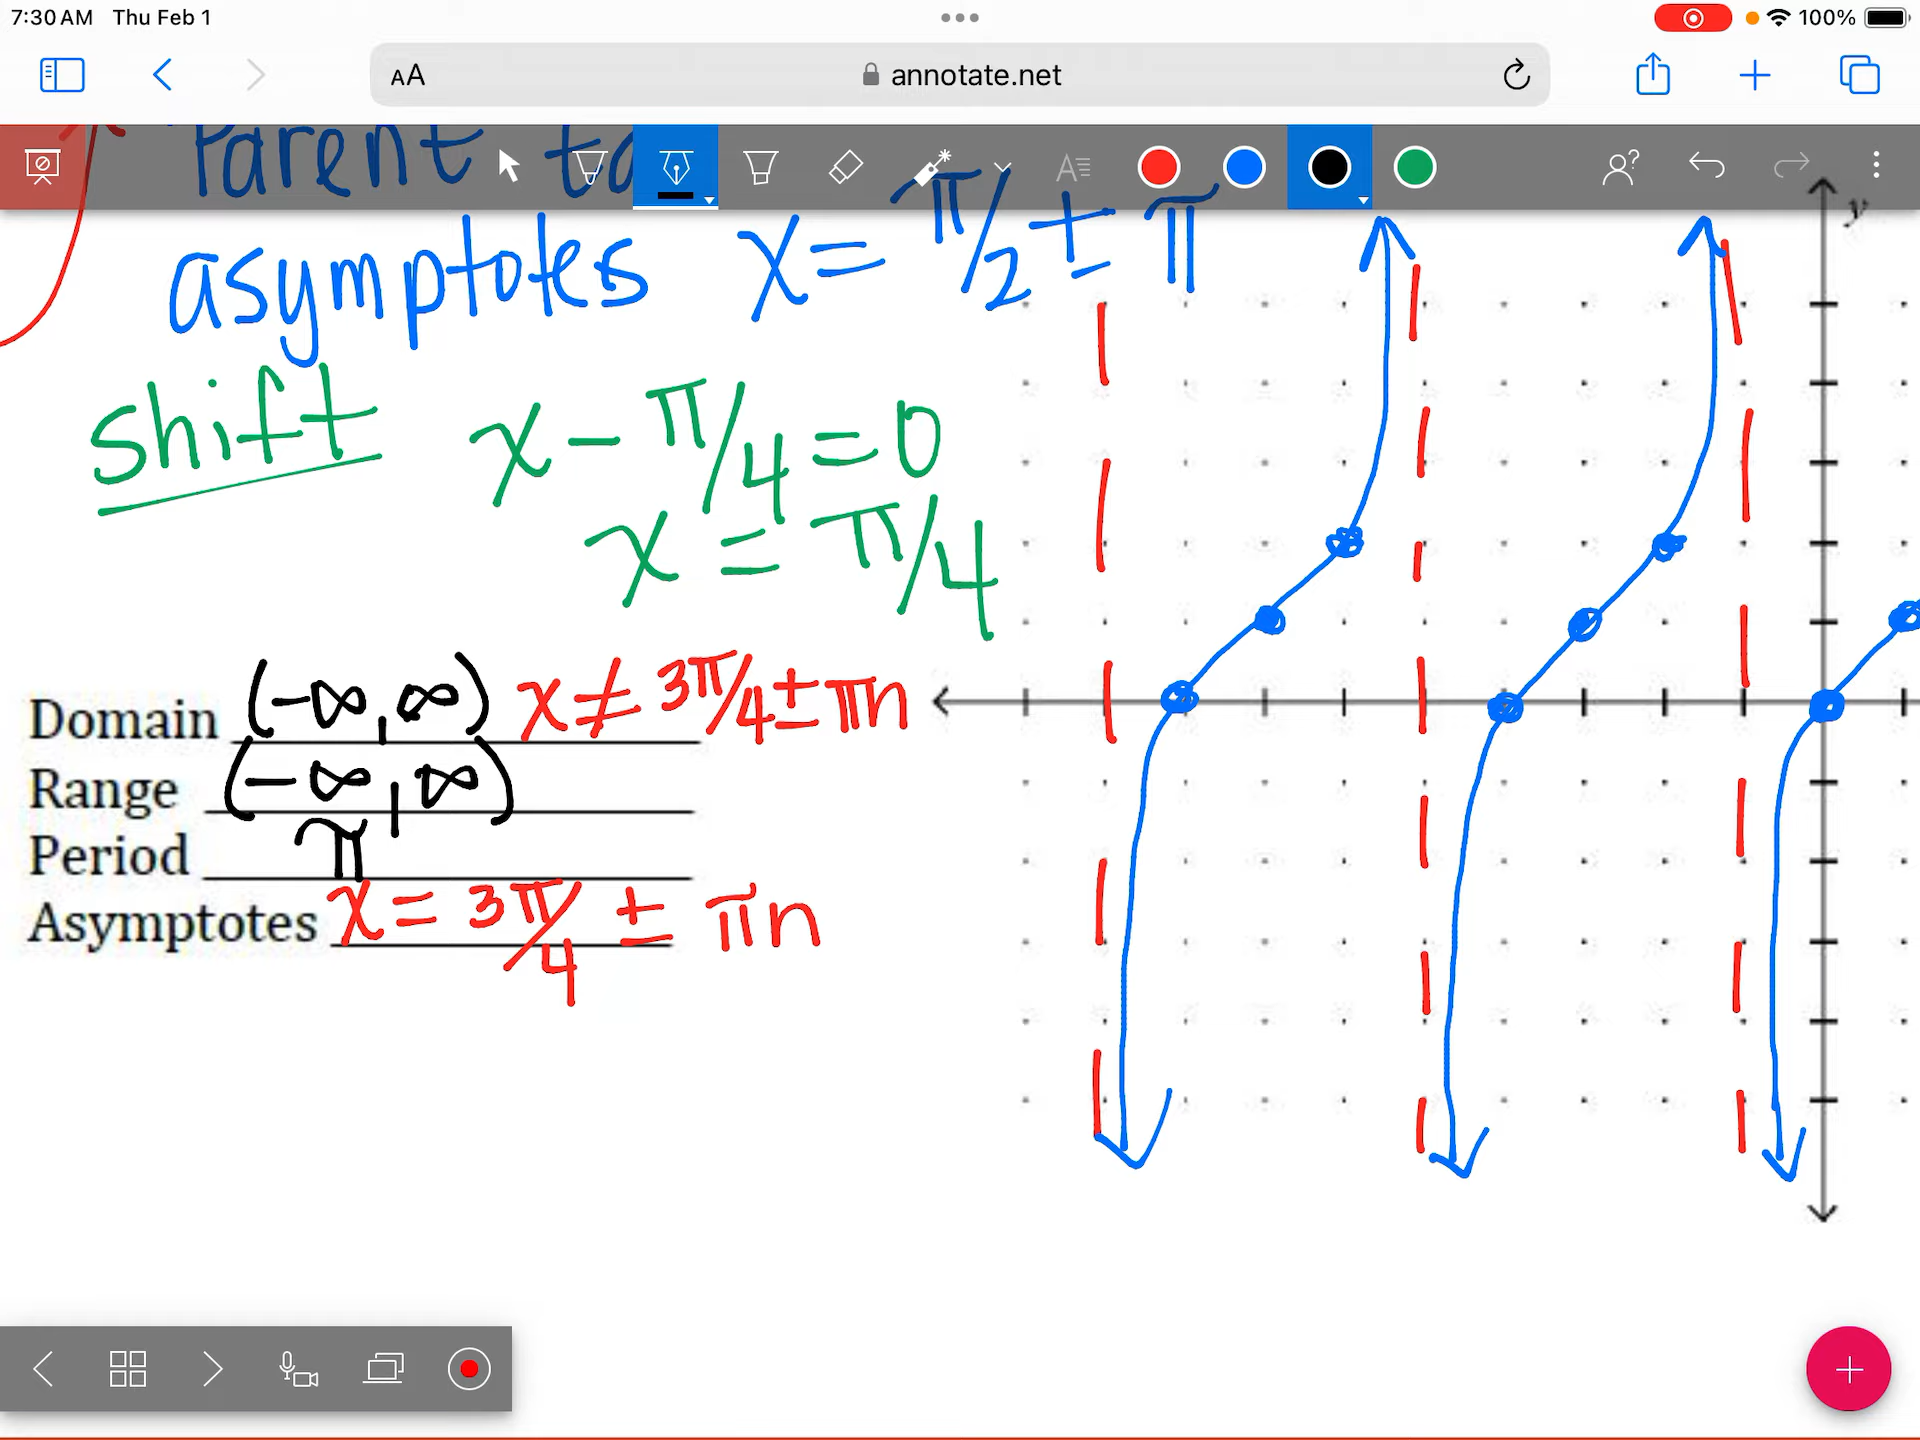 7:30 AM Thu Feb 1
100%
AA
annotate.net
Parent ta
asymptotes x = π/2 ± π
y
shift x - π/4 = 0
x = π/4
Domain (-∞, ∞) x ≠ 3π/4 ± πn
Range (-∞, ∞)
Period π
Asymptotes x = 3π/4 ± πn